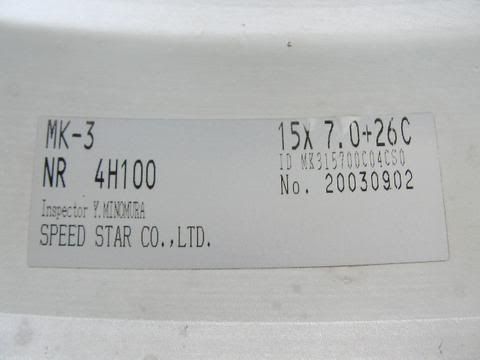 MK-3 15X 7.0+26C
ID MK315700C04CS0
NR 4H100 No. 20030902
Inspector Y.MINOMURA
SPEED STAR CO.,LTD.